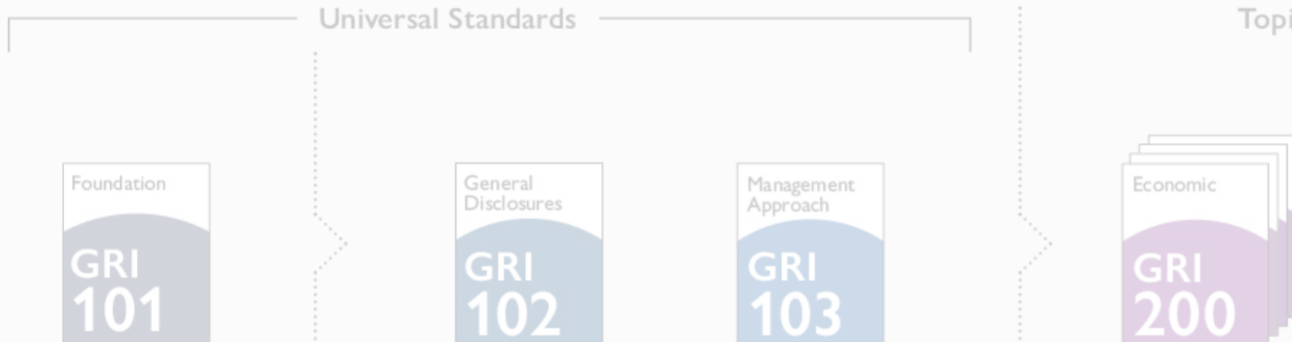 Universal Standards
Foundation
GRI
101
General
Disclosures
GRI
102
Management
Approach
GRI
103
Economic
GRI
200